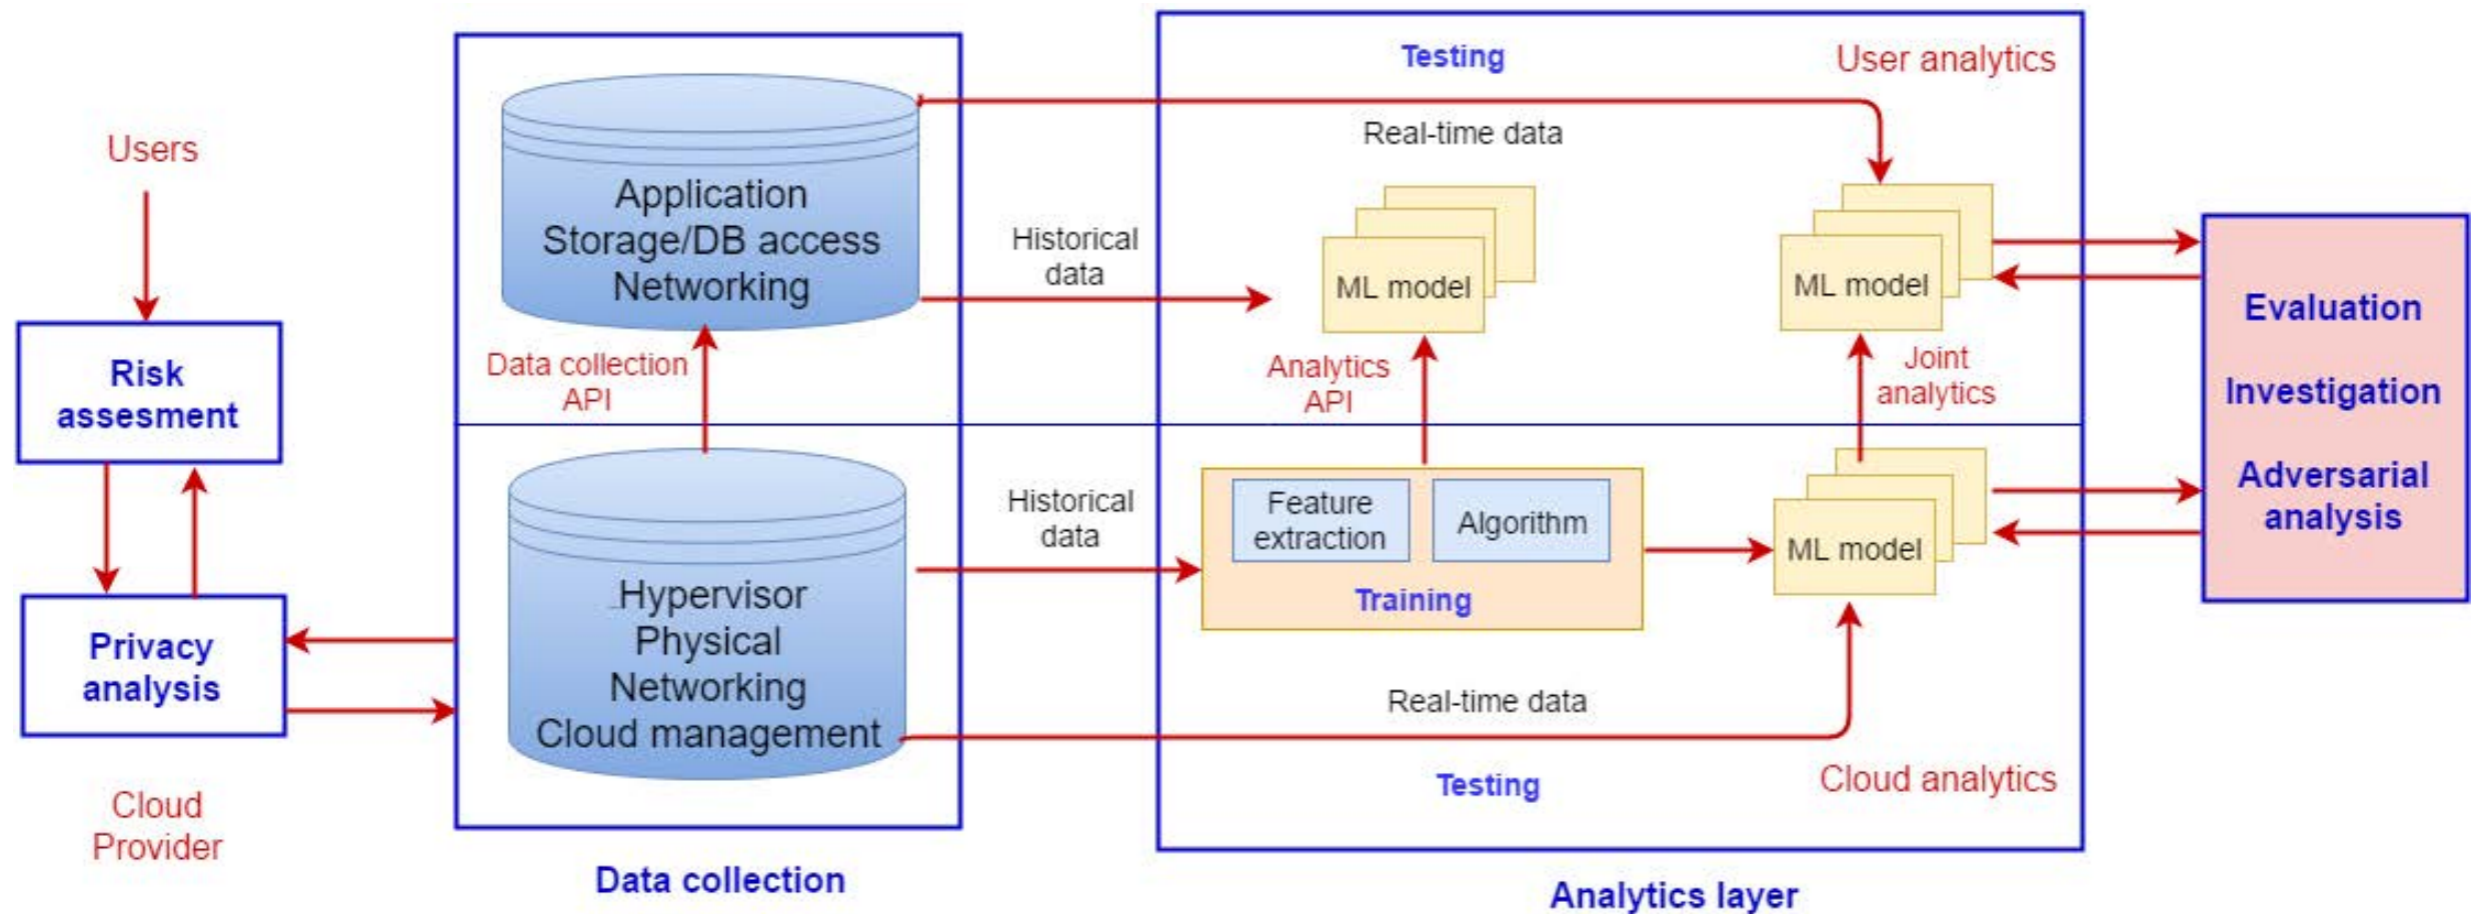 Users
Risk
assesment
Privacy
analysis
Cloud
Provider
Application
Storage/DB access
Networking
Data collection
API
Hypervisor
Physical
Networking
Cloud management
Data collection
Historical
data
Historical
data
Testing
User analytics
Real-time data
ML model
ML model
Analytics
API
Joint
analytics
Feature
extraction
Algorithm
Training
ML model
Real-time data
Testing
Cloud analytics
Analytics layer
Evaluation
Investigation
Adversarial
analysis